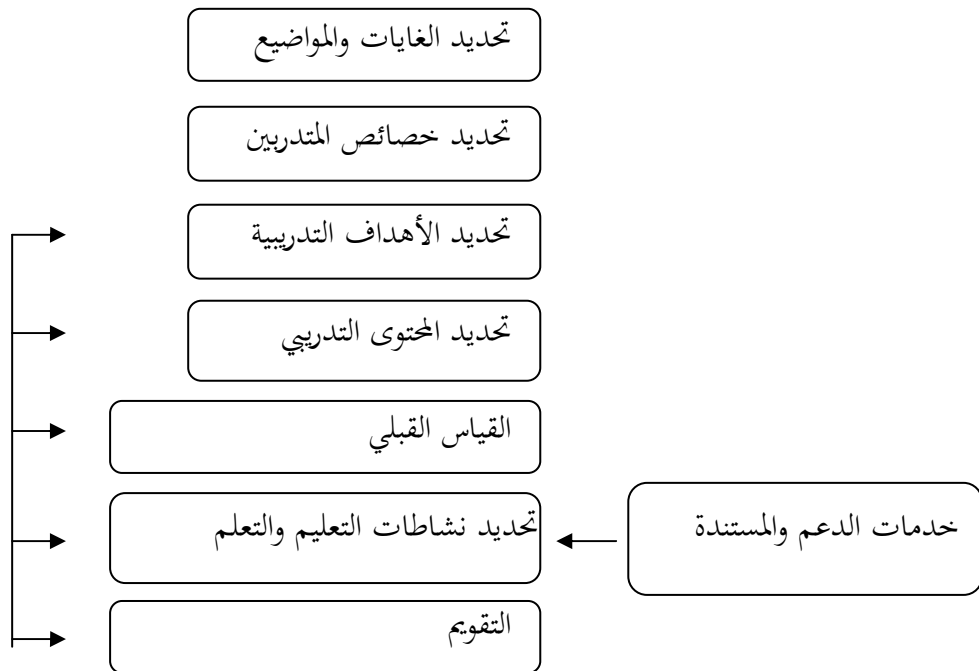 تحديد الغايات والمواضيع
تحديد خصائص المتدربين
تحديد الأهداف التدريبية
تحديد المحتوى التدريبي
القياس القبلي
تحديد نشاطات التعليم والتعلم
خدمات الدعم والمستندة
التقويم